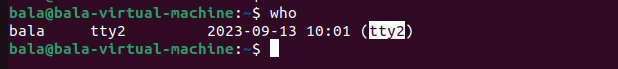 bala@bala-virtual-machine:~$ who
bala     tty2         2023-09-13 10:01 (tty2)
bala@bala-virtual-machine:~$